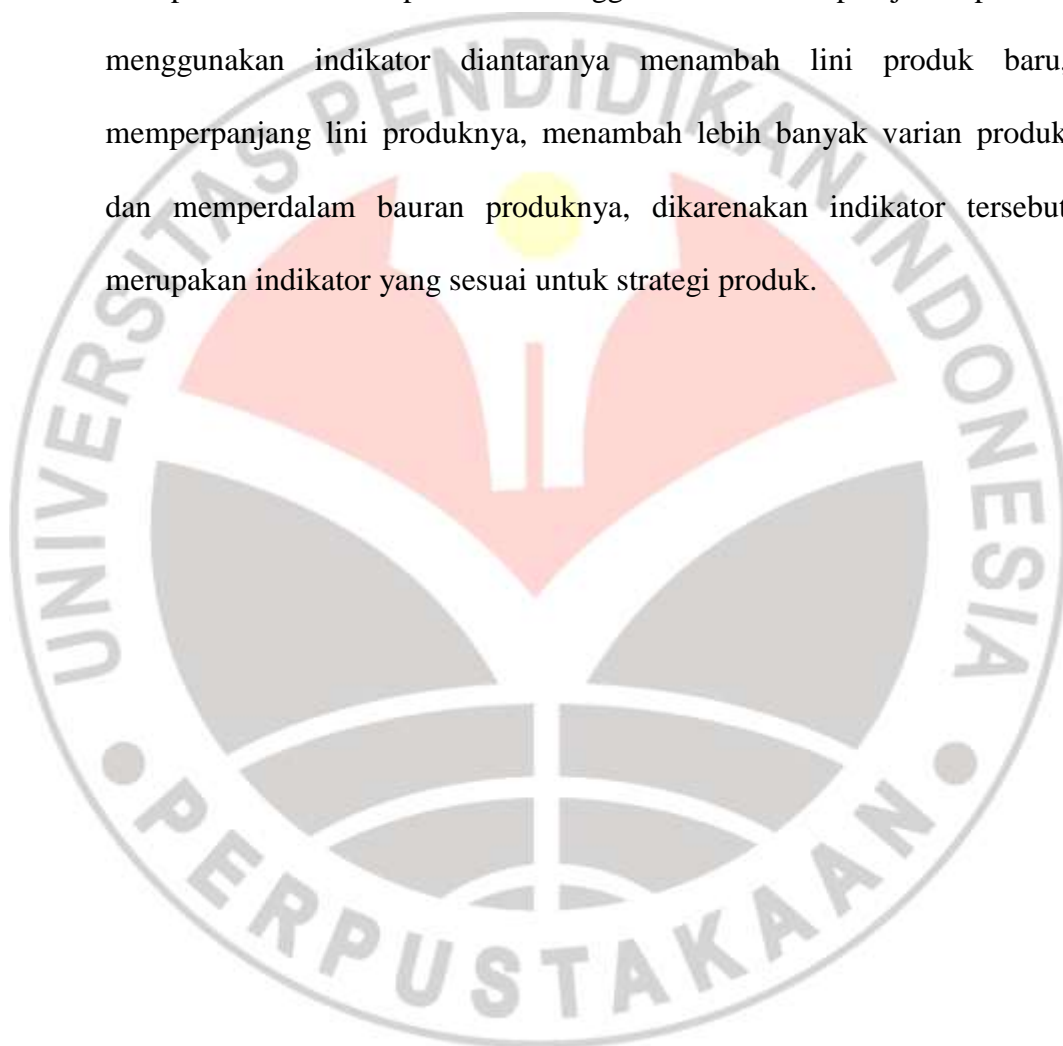 menggunakan indikator diantaranya menambah lini produk baru,
memperpanjang lini produknya, menambah lebih banyak varian produk
dan memperdalam bauran produknya, dikarenakan indikator tersebut
merupakan indikator yang sesuai untuk strategi produk.
UNIVERSITAS PENDIDIKAN INDONESIA
PERPUSTAKAAN